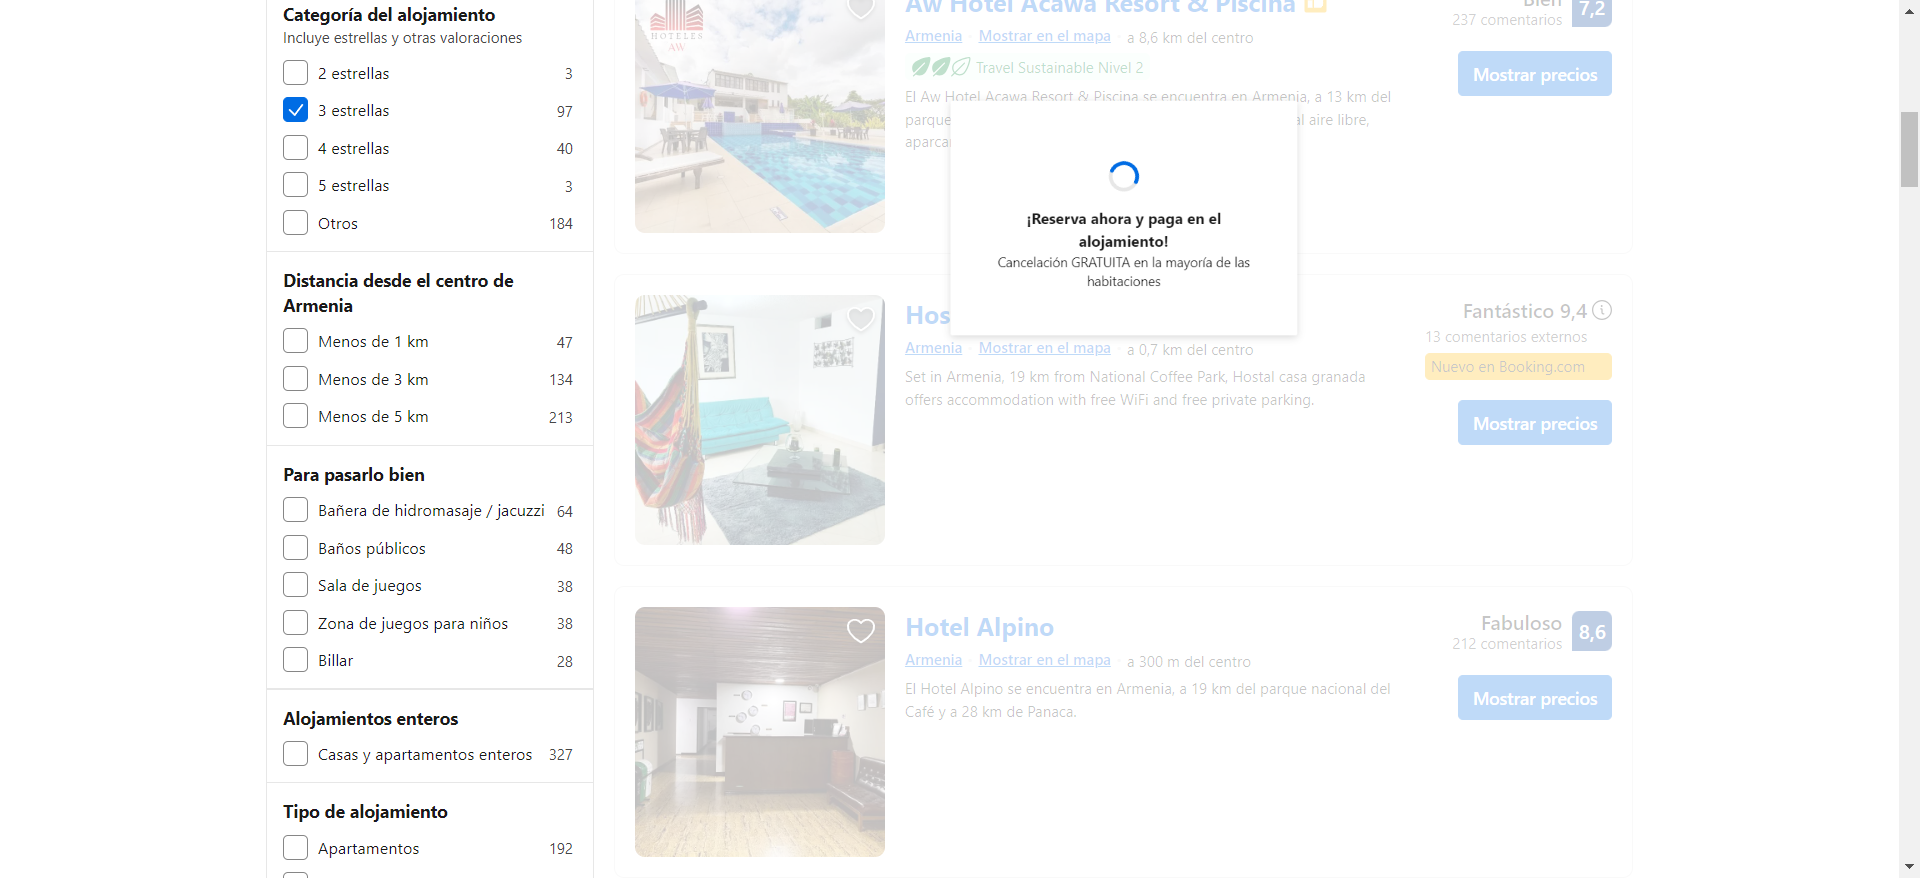 Categoría del alojamiento
Incluye estrellas y otras valoraciones
2 estrellas 3
3 estrellas 97
4 estrellas 40
5 estrellas 3
Otros 184
Distancia desde el centro de
Armenia
Menos de 1 km 47
Menos de 3 km 134
Menos de 5 km 213
Para pasarlo bien
Bañera de hidromasaje / jacuzzi 64
Baños públicos 48
Sala de juegos 38
Zona de juegos para niños 38
Billar 28
Alojamientos enteros
Casas y apartamentos enteros 327
Tipo de alojamiento
Apartamentos 192
HOTELES
AW
Aw Hotel Acawa Resort & Piscina
Armenia Mostrar en el mapa a 8,6 km del centro
Travel Sustainable Nivel 2
El Aw Hotel Acawa Resort & Piscina se encuentra en Armenia, a 13 km del
parque al aire libre,
aparca
Bien 7,2
237 comentarios
Mostrar precios
¡Reserva ahora y paga en el
alojamiento!
Cancelación GRATUITA en la mayoría de las
habitaciones
Hos
Armenia Mostrar en el mapa a 0,7 km del centro
Set in Armenia, 19 km from National Coffee Park, Hostal casa granada
offers accommodation with free WiFi and free private parking.
Fantástico 9,4
13 comentarios externos
Nuevo en Booking.com
Mostrar precios
Hotel Alpino
Armenia Mostrar en el mapa a 300 m del centro
El Hotel Alpino se encuentra en Armenia, a 19 km del parque nacional del
Café y a 28 km de Panaca.
Fabuloso 8,6
212 comentarios
Mostrar precios